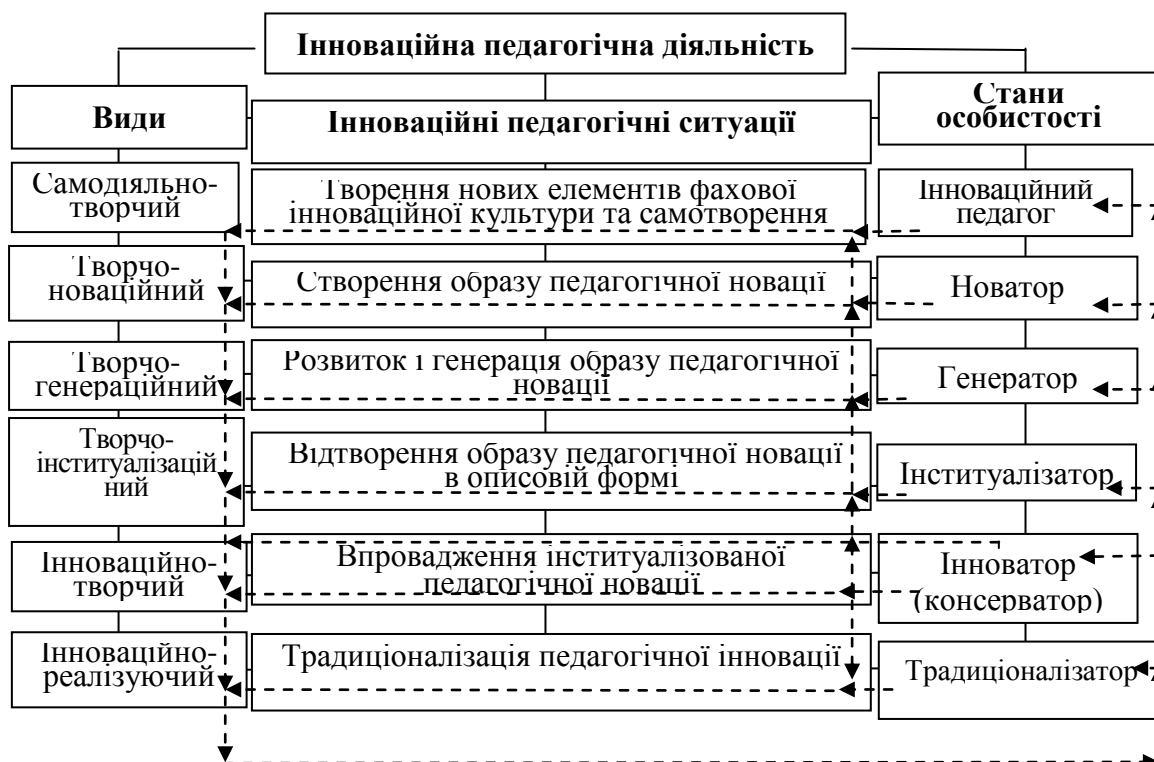 Інноваційна педагогічна діяльність
Види
Інноваційні педагогічні ситуації
Стани
особистості
Самодіяльно-
творчий
Творення нових елементів фахової
інноваційної культури та самотворення
Інноваційний
педагог
Творчо-
новаційний
Створення образу педагогічної новації
Новатор
Творчо-
генераційний
Розвиток і генерація образу педагогічної
новації
Генератор
Творчо-
інституалізацій
ний
Відтворення образу педагогічної новації
в описовій формі
Інституалізатор
Інноваційно-
творчий
Впровадження інституалізованої
педагогічної новації
Інноватор
(консерватор)
Інноваційно-
реалізуючий
Традиціоналізація педагогічної інновації
Традиціоналізатор